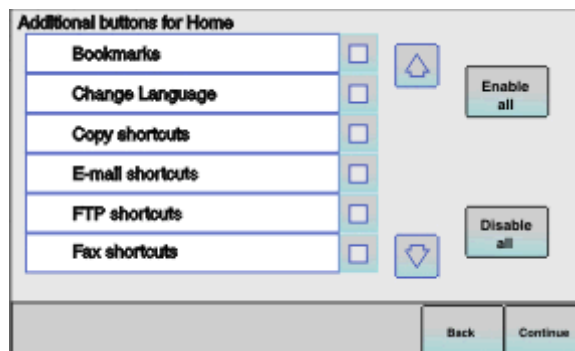 Additional buttons for Home
Bookmarks
Change Language
Copy shortcuts
E-mail shortcuts
FTP shortcuts
Fax shortcuts
Enable
all
Disable
all
Back
Continue